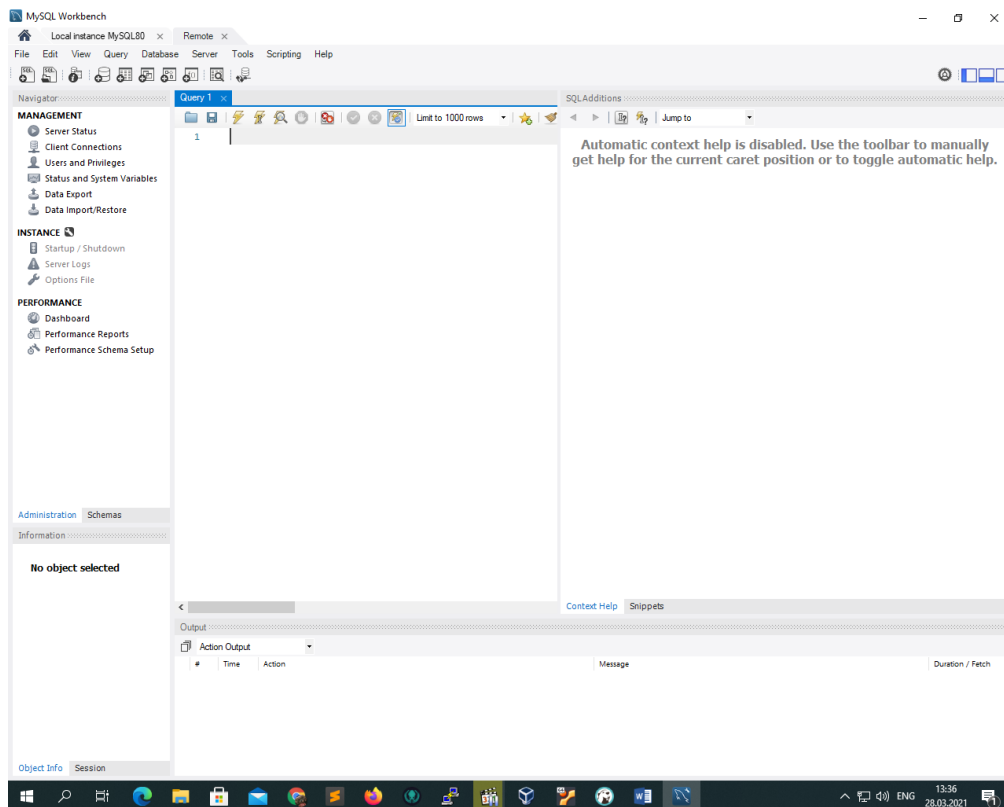 MySQL Workbench
Local instance MySQL80 × Remote ×
File Edit View Query Database Server Tools Scripting Help
Navigator
MANAGEMENT
Server Status
Client Connections
Users and Privileges
Status and System Variables
Data Export
Data Import/Restore
INSTANCE
Startup / Shutdown
Server Logs
Options File
PERFORMANCE
Dashboard
Performance Reports
Performance Schema Setup
Administration Schemas
Information
No object selected
Object Info Session
Query 1 ×
Limit to 1000 rows
1
SQLAdditions
Jump to
Automatic context help is disabled. Use the toolbar to manually
get help for the current caret position or to toggle automatic help.
Context Help Snippets
Output
Action Output
# Time Action Message Duration / Fetch
ENG
13:36
28.03.2021